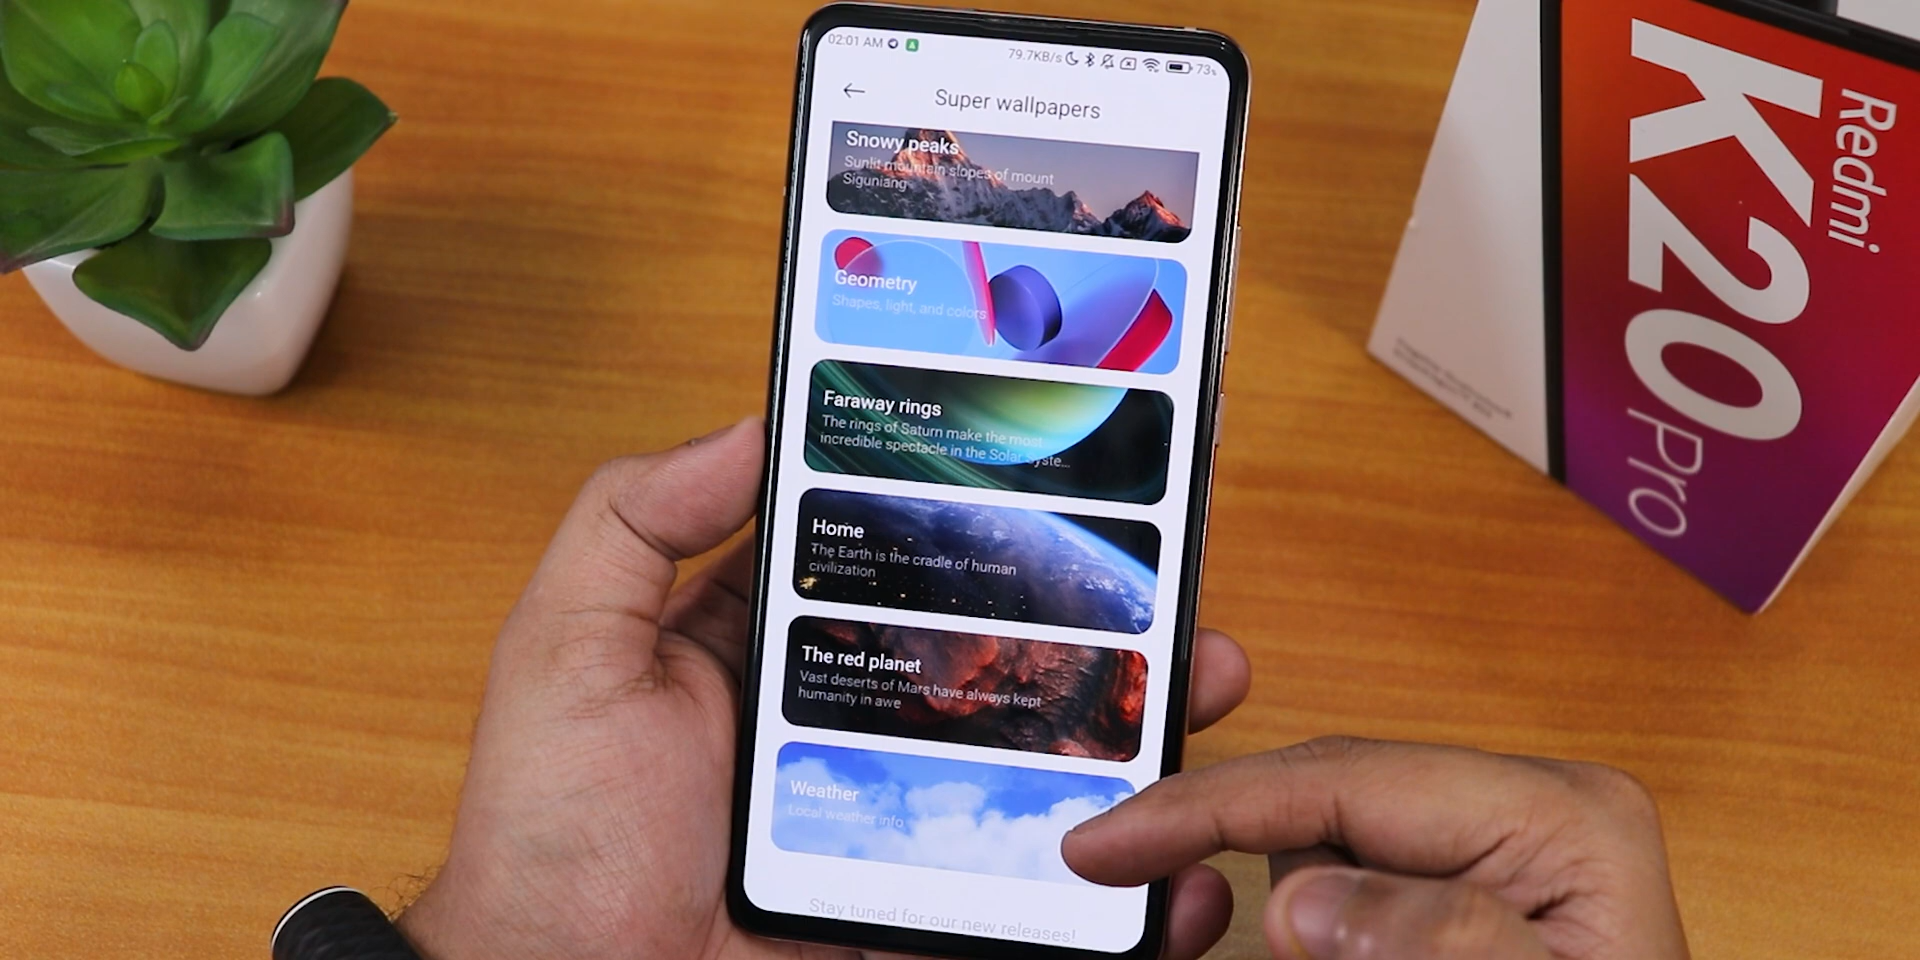 02:01 AM
79.7KB/s
73%
Super wallpapers
Snowy peaks
Sunlit mountain slopes of mount
Siguniang
Geometry
Shapes, light, and colors
Faraway rings
The rings of Saturn make the most
incredible spectacle in the Solar Syste...
Home
The Earth is the cradle of human
civilization
The red planet
Vast deserts of Mars have always kept
humanity in awe
Weather
Local weather info
Stay tuned for our new releases!
Redmi
K20 Pro